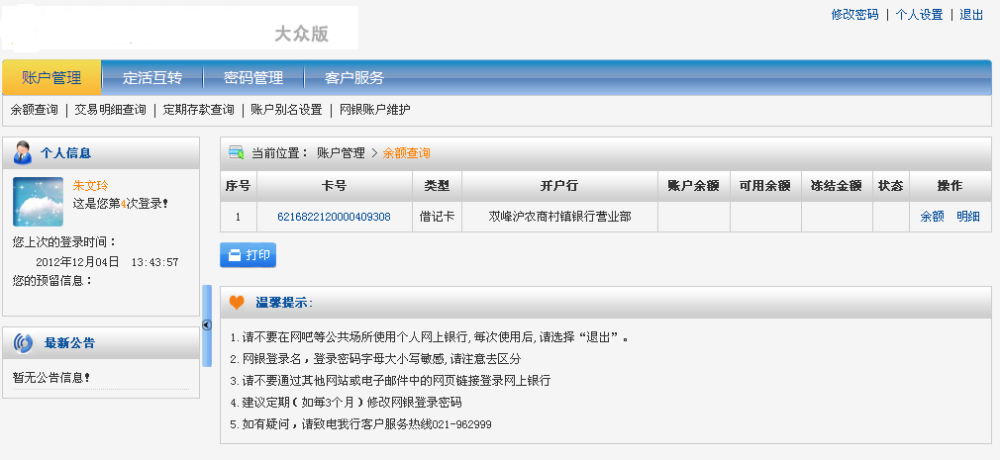 修改密码 | 个人设置 | 退出
大众版
账户管理 定活互转 密码管理 客户服务
余额查询 | 交易明细查询 | 定期存款查询 | 账户别名设置 | 网银账户维护
个人信息
朱文玲
这是您第4次登录!
您上次的登录时间：
2012年12月04日 13:43:57
您的预留信息：
最新公告
暂无公告信息!
当前位置： 账户管理 > 余额查询
序号 卡号 类型 开户行 账户余额 可用余额 冻结金额 状态 操作
1 6216822120000409308 借记卡 双峰沪农商村镇银行营业部 余额 明细
打印
温馨提示:
1.请不要在网吧等公共场所使用个人网上银行,每次使用后,请选择“退出”。
2.网银登录名，登录密码字母大小写敏感,请注意去区分
3.请不要通过其他网站或电子邮件中的网页链接登录网上银行
4.建议定期（如每3个月）修改网银登录密码
5.如有疑问，请致电我行客户服务热线021-962999